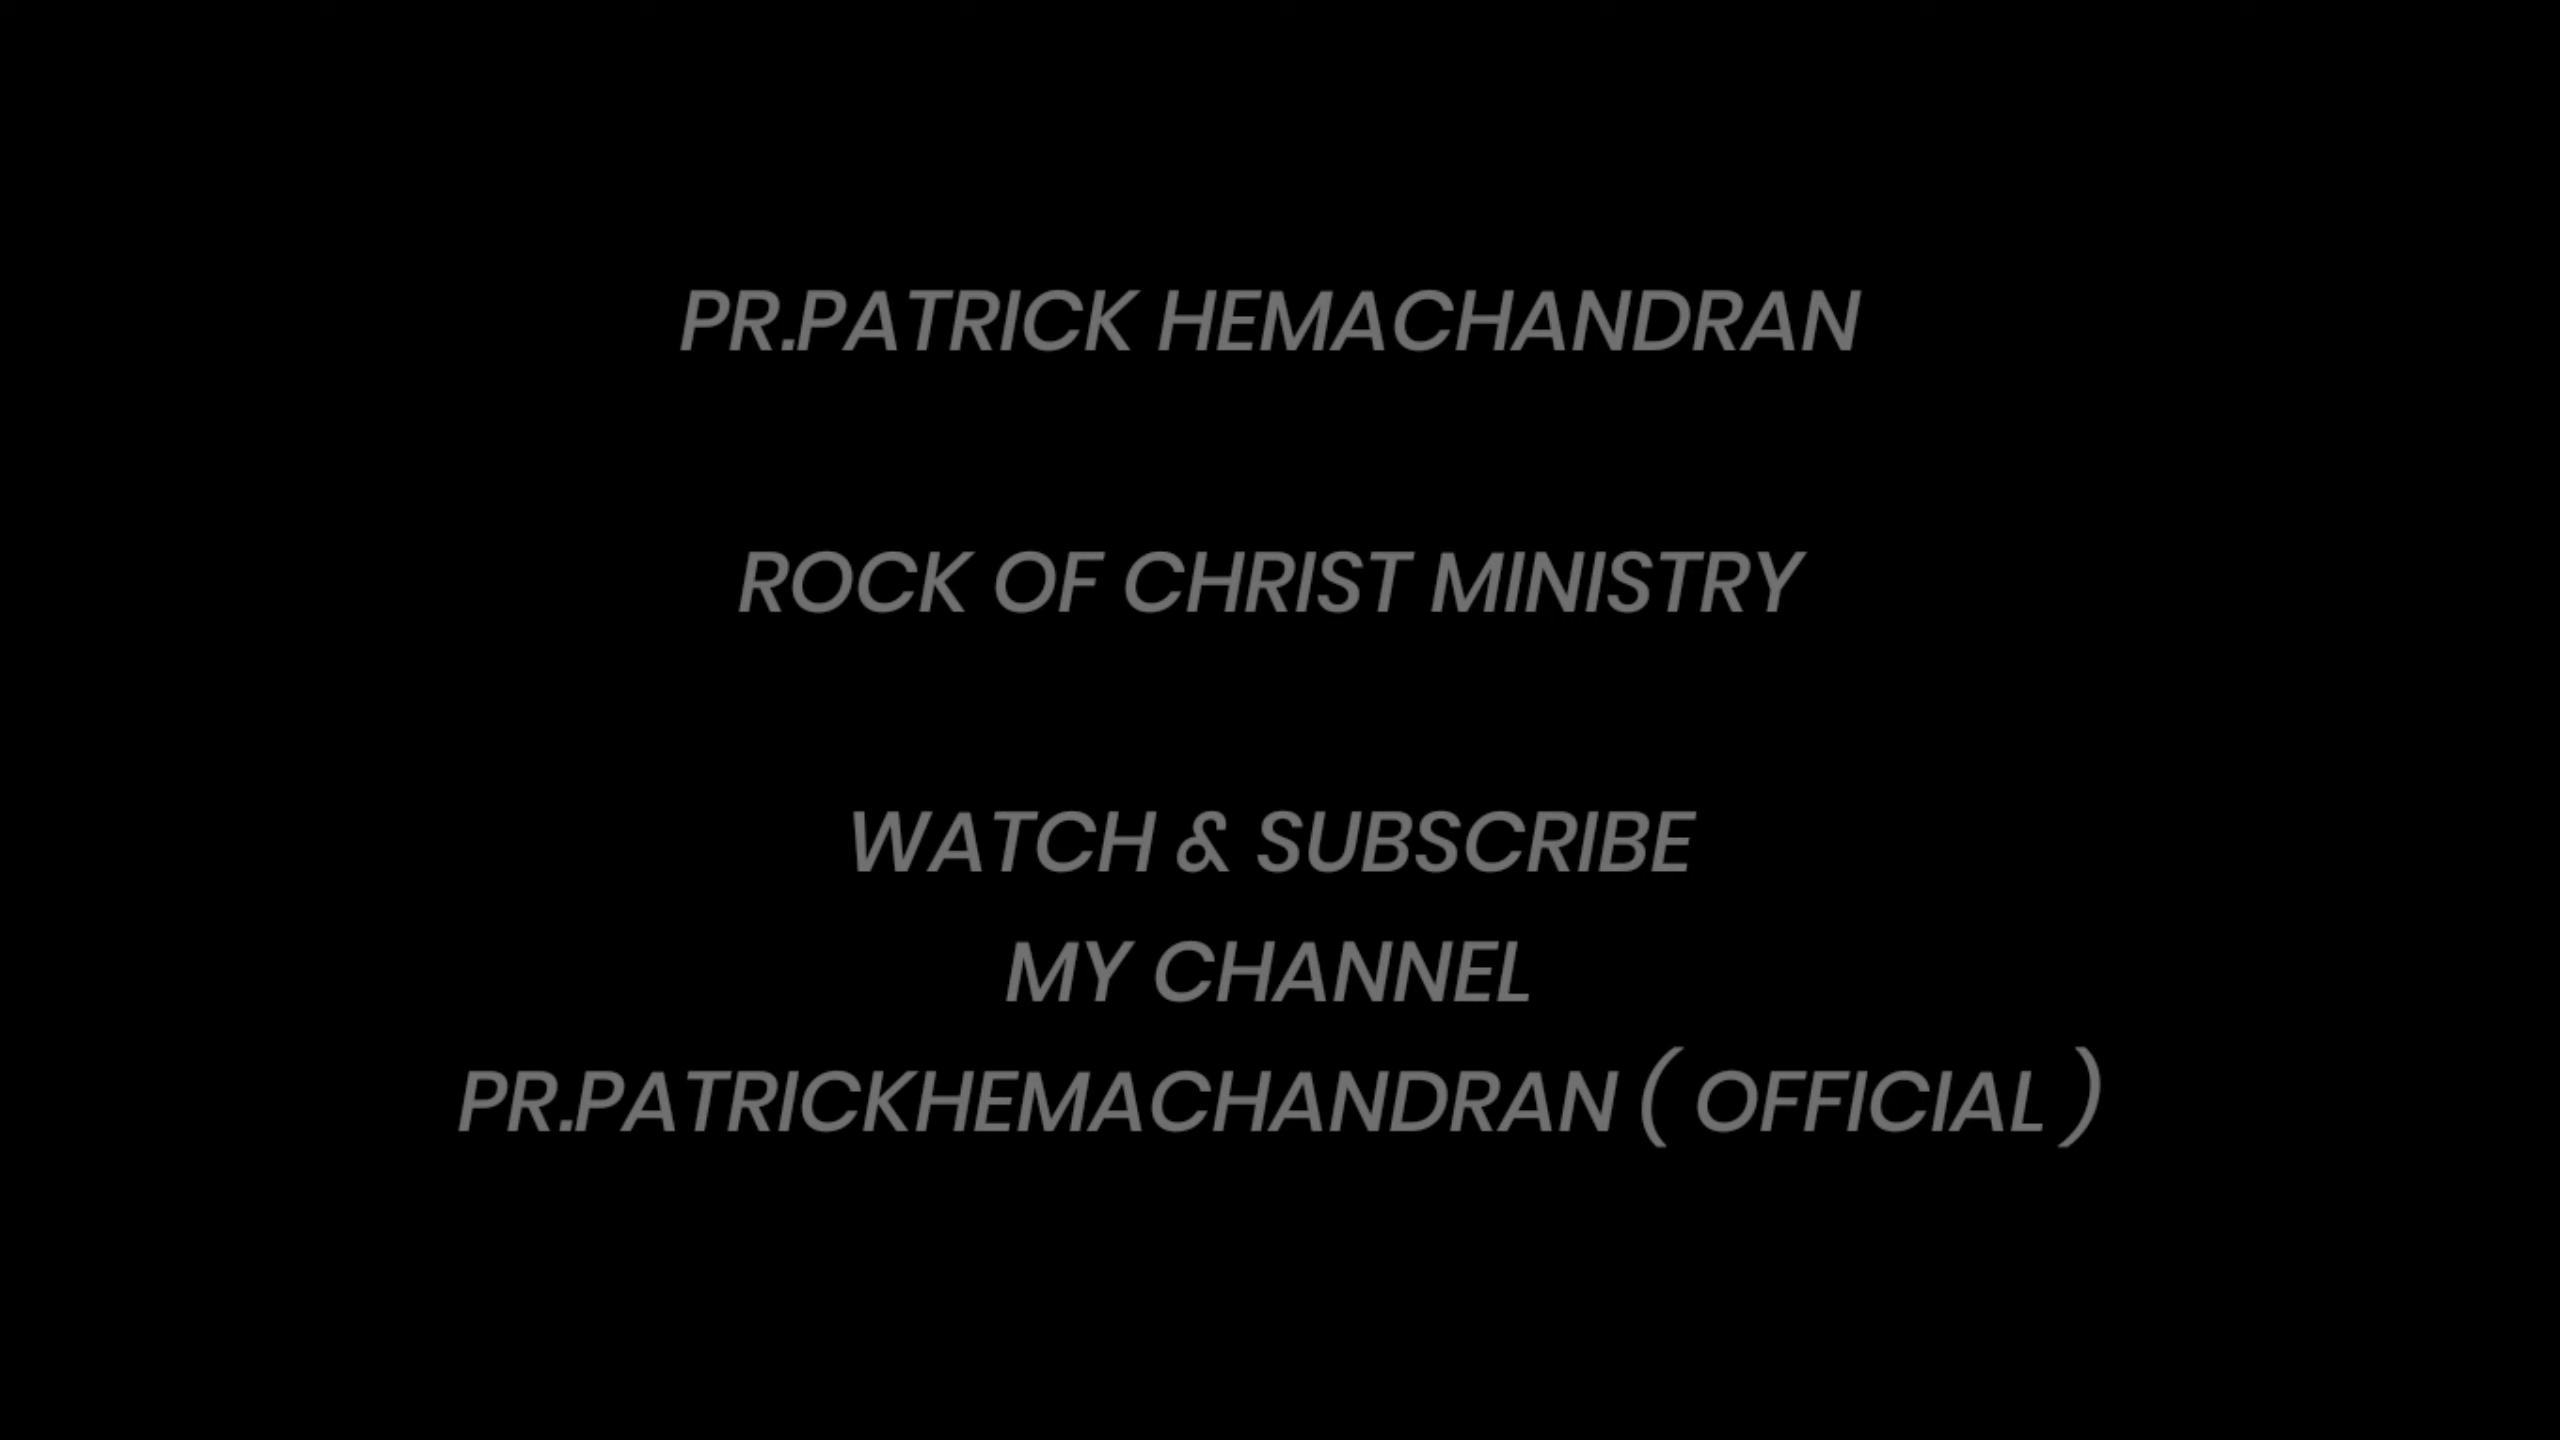 PR.PATRICK HEMACHANDRAN
ROCK OF CHRIST MINISTRY
WATCH & SUBSCRIBE
MY CHANNEL
PR.PATRICKHEMACHANDRAN ( OFFICIAL )